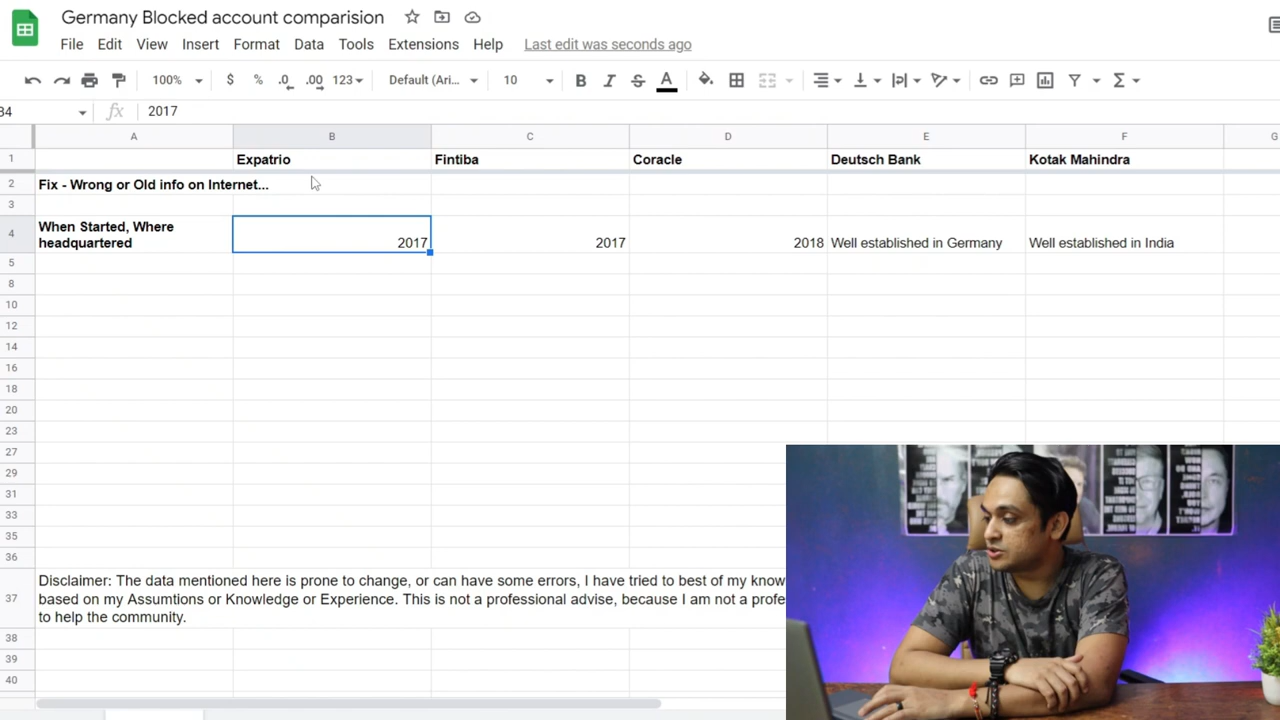 Germany Blocked account comparision
File Edit View Insert Format Data Tools Extensions Help Last edit was seconds ago
100% $ % .0 .00 123 Default (Ari... 10 B I S A
34 fx 2017
A B C D E F G
1 Expatrio Fintiba Coracle Deutsch Bank Kotak Mahindra
2 Fix - Wrong or Old info on Internet...
3
When Started, Where
4 headquartered 2017 2017 2018 Well established in Germany Well established in India
5
8
10
12
14
16
18
20
23
27
29
31
33
35
36
Disclaimer: The data mentioned here is prone to change, or can have some errors, I have tried to best of my know
37 based on my Assumtions or Knowledge or Experience. This is not a professional advise, because I am not a profe
to help the community.
38
39
40